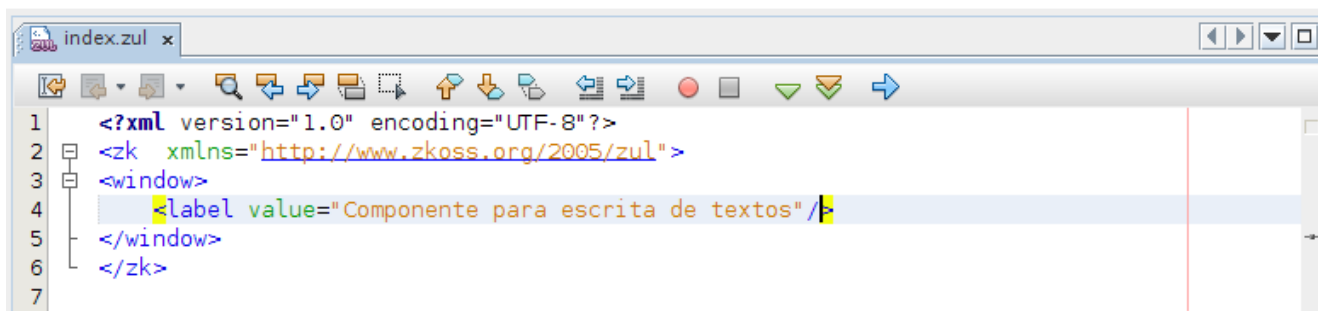 index.zul x
1 <?xml version="1.0" encoding="UTF-8"?>
2 <zk  xmlns="http://www.zkoss.org/2005/zul">
3 <window>
4     <label value="Componente para escrita de textos"/>
5 </window>
6 </zk>
7